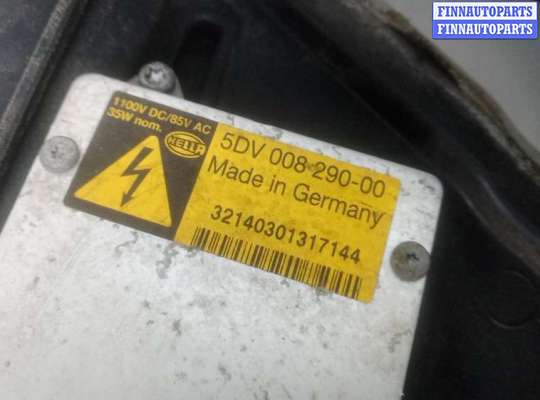 FINNAUTOPARTS
FINNAUTOPARTS
1100V DC/85V AC
35W nom.
HELLA
5DV 008 290-00
Made in Germany
32140301317144